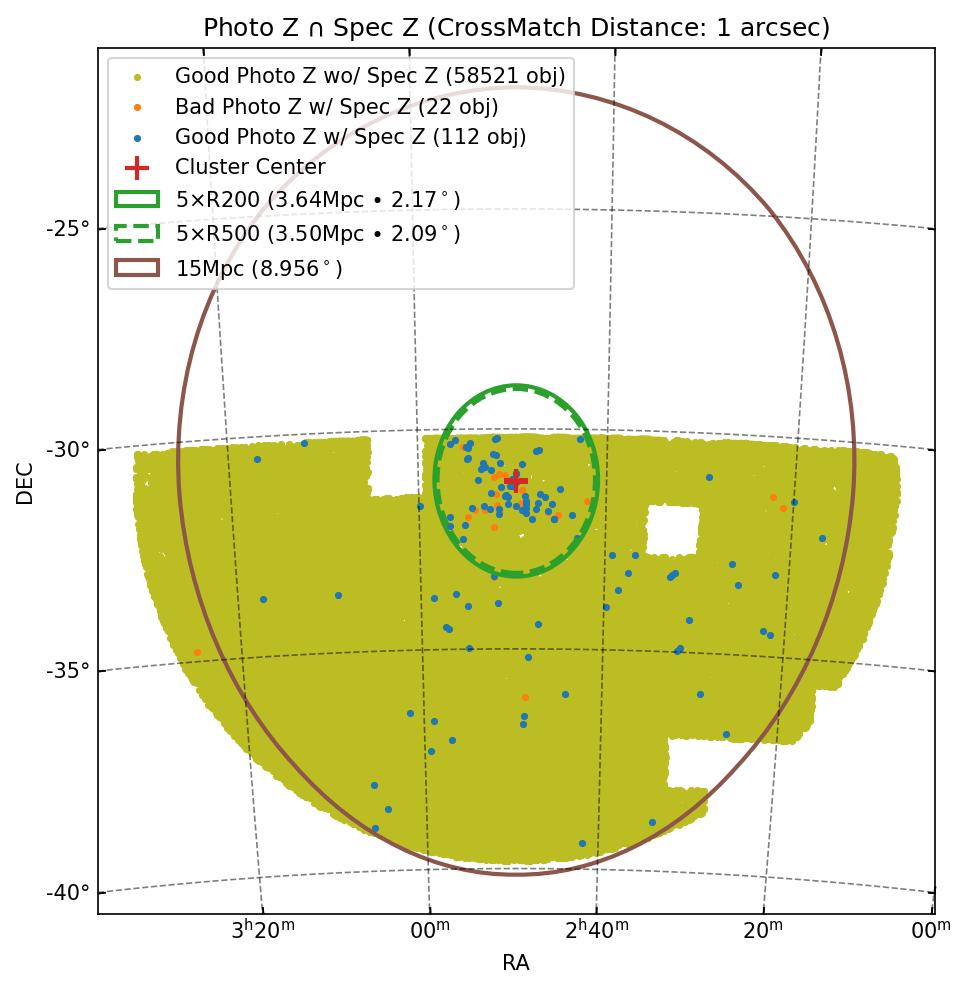 Photo Z ∩ Spec Z (CrossMatch Distance: 1 arcsec)
Good Photo Z wo/ Spec Z (58521 obj)
Bad Photo Z w/ Spec Z (22 obj)
Good Photo Z w/ Spec Z (112 obj)
Cluster Center
5×R200 (3.64Mpc • 2.17°)
5×R500 (3.50Mpc • 2.09°)
15Mpc (8.956°)
-25°
-30°
DEC
-35°
-40°
3ʰ20ᵐ 00ᵐ 2ʰ40ᵐ 20ᵐ 00ᵐ
RA